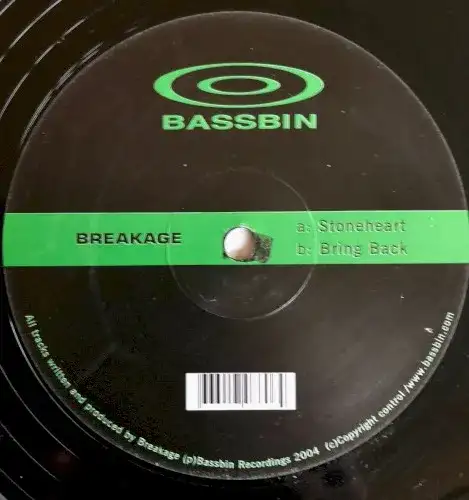 BASSBIN
BREAKAGE
a: Stoneheart
b: Bring Back
All tracks written and produced by Breakage (p)Bassbin Recordings 2004 (c)Copyright control /www.bassbin.com